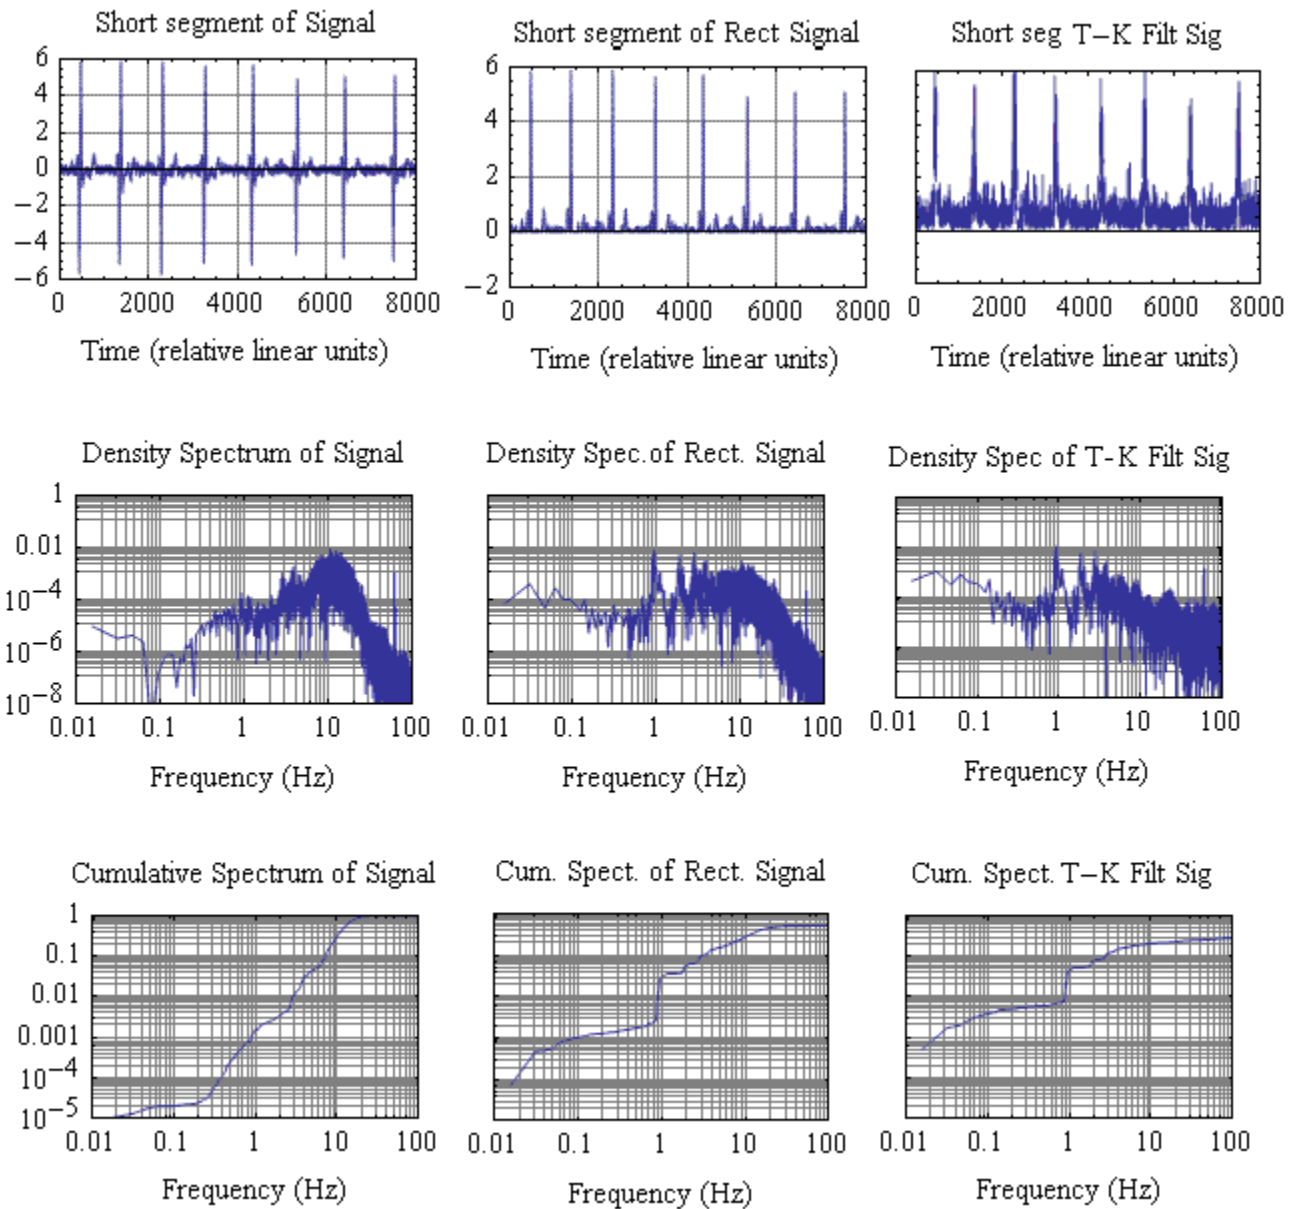 Short segment of Signal
Short segment of Rect Signal
Short seg T–K Filt Sig
6
4
2
0
−2
−4
−6
0 2000 4000 6000 8000
Time (relative linear units)
6
4
2
0
−2
0 2000 4000 6000 8000
Time (relative linear units)
0 2000 4000 6000 8000
Time (relative linear units)
Density Spectrum of Signal
Density Spec. of Rect. Signal
Density Spec of T-K Filt Sig
1
0.01
10⁻⁴
10⁻⁶
10⁻⁸
0.01 0.1 1 10 100
Frequency (Hz)
0.01 0.1 1 10 100
Frequency (Hz)
0.01 0.1 1 10 100
Frequency (Hz)
Cumulative Spectrum of Signal
Cum. Spect. of Rect. Signal
Cum. Spect. T–K Filt Sig
1
0.1
0.01
0.001
10⁻⁴
10⁻⁵
0.01 0.1 1 10 100
Frequency (Hz)
0.01 0.1 1 10 100
Frequency (Hz)
0.01 0.1 1 10 100
Frequency (Hz)